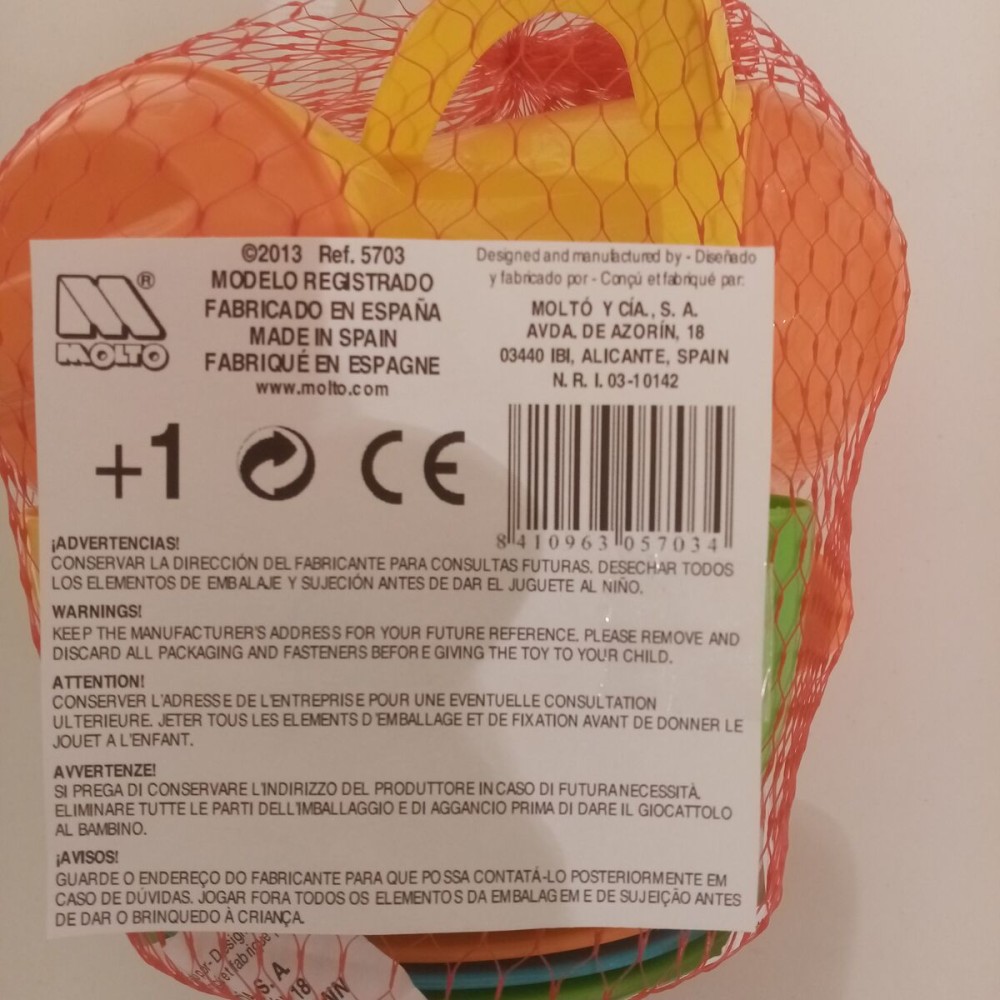 ©2013 Ref. 5703
MODELO REGISTRADO
FABRICADO EN ESPAÑA
MADE IN SPAIN
FABRIQUÉ EN ESPAGNE
www.molto.com
®
MOLTO
Designed and manufactured by - Diseñado
y fabricado por - Conçú et fabriqué par:
MOLTÓ Y CÍA., S. A.
AVDA. DE AZORÍN, 18
03440 IBI, ALICANTE, SPAIN
N. R. I. 03-10142
+1
CE
8 410963 057034
¡ADVERTENCIAS!
CONSERVAR LA DIRECCIÓN DEL FABRICANTE PARA CONSULTAS FUTURAS. DESECHAR TODOS
LOS ELEMENTOS DE EMBALAJE Y SUJECIÓN ANTES DE DAR EL JUGUETE AL NIÑO.
WARNINGS!
KEEP THE MANUFACTURER'S ADDRESS FOR YOUR FUTURE REFERENCE. PLEASE REMOVE AND
DISCARD ALL PACKAGING AND FASTENERS BEFORE GIVING THE TOY TO YOUR CHILD.
ATTENTION!
CONSERVER L'ADRESSE DE L'ENTREPRISE POUR UNE EVENTUELLE CONSULTATION
ULTERIEURE. JETER TOUS LES ELEMENTS D'EMBALLAGE ET DE FIXATION AVANT DE DONNER LE
JOUET A L'ENFANT.
AVVERTENZE!
SI PREGA DI CONSERVARE L'INDIRIZZO DEL PRODUTTORE IN CASO DI FUTURA NECESSITÀ.
ELIMINARE TUTTE LE PARTI DELL'IMBALLAGGIO E DI AGGANCIO PRIMA DI DARE IL GIOCATTOLO
AL BAMBINO.
¡AVISOS!
GUARDE O ENDEREÇO DO FABRICANTE PARA QUE POSSA CONTATÁ-LO POSTERIORMENTE EM
CASO DE DÚVIDAS. JOGAR FORA TODOS OS ELEMENTOS DA EMBALAGEM E DE SUJEIÇÃO ANTES
DE DAR O BRINQUEDO À CRIANÇA.
S. A.
18